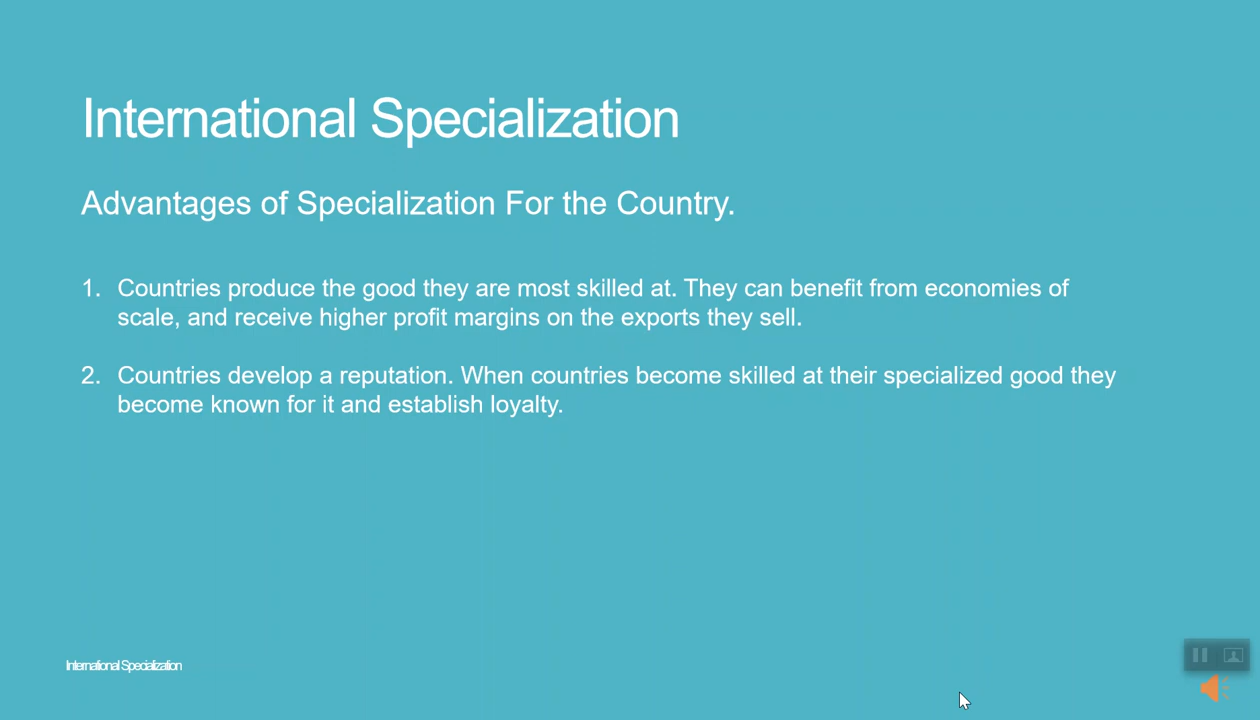 International Specialization
Advantages of Specialization For the Country.
1. Countries produce the good they are most skilled at. They can benefit from economies of
scale, and receive higher profit margins on the exports they sell.
2. Countries develop a reputation. When countries become skilled at their specialized good they
become known for it and establish loyalty.
International Specialization